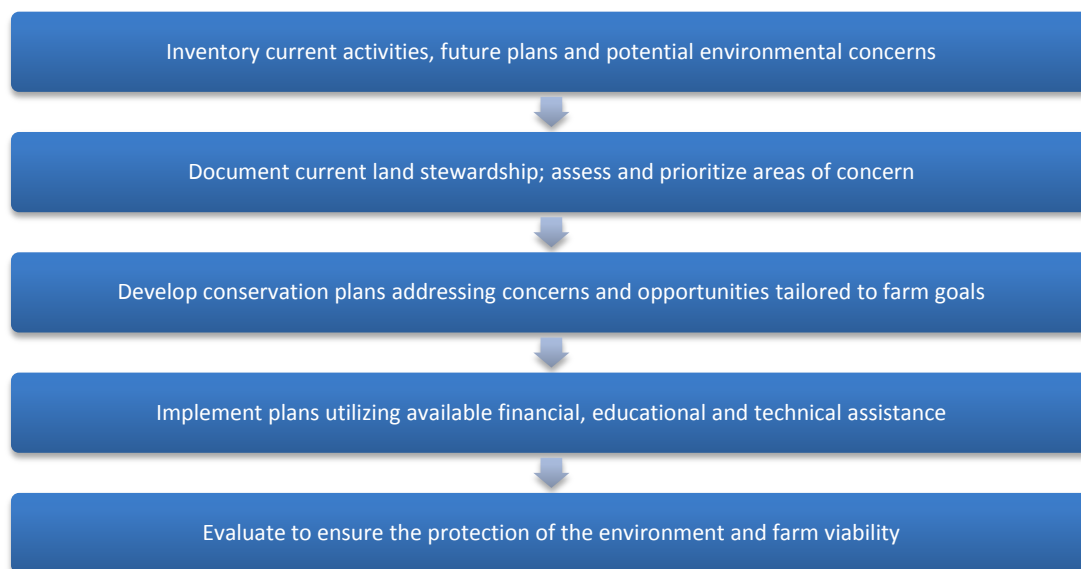 Inventory current activities, future plans and potential environmental concerns
Document current land stewardship; assess and prioritize areas of concern
Develop conservation plans addressing concerns and opportunities tailored to farm goals
Implement plans utilizing available financial, educational and technical assistance
Evaluate to ensure the protection of the environment and farm viability